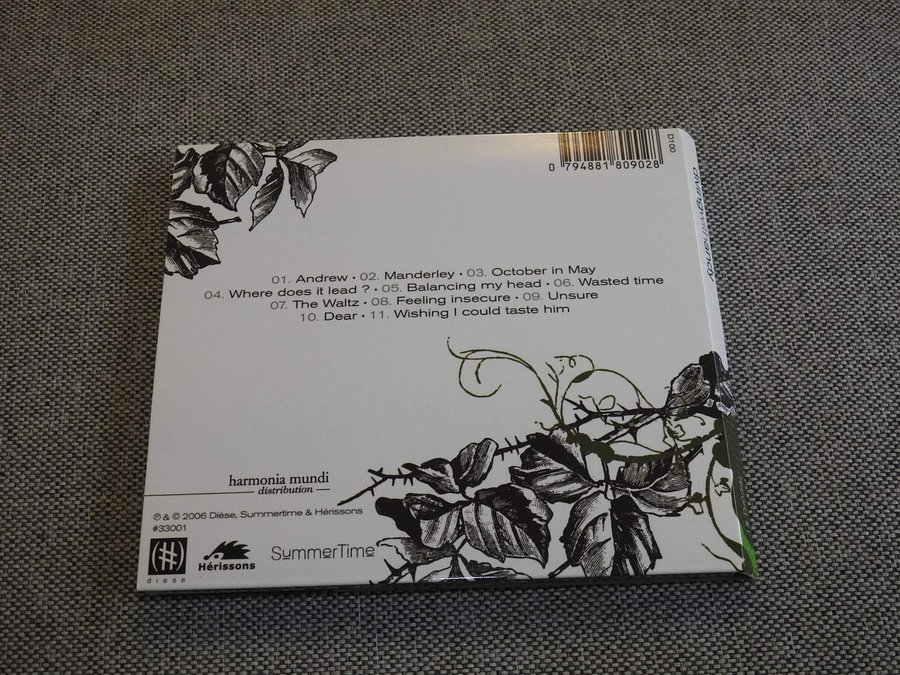 D100
0 794881 809028
01. Andrew • 02. Manderley • 03. October in May
04. Where does it lead ? • 05. Balancing my head • 06. Wasted time
07. The Waltz • 08. Feeling insecure • 09. Unsure
10. Dear • 11. Wishing I could taste him
harmonia mundi
distribution
℗ & © 2006 Dièse, Summertime & Hérissons
#33001
(#)
diese
Hérissons
SummerTime